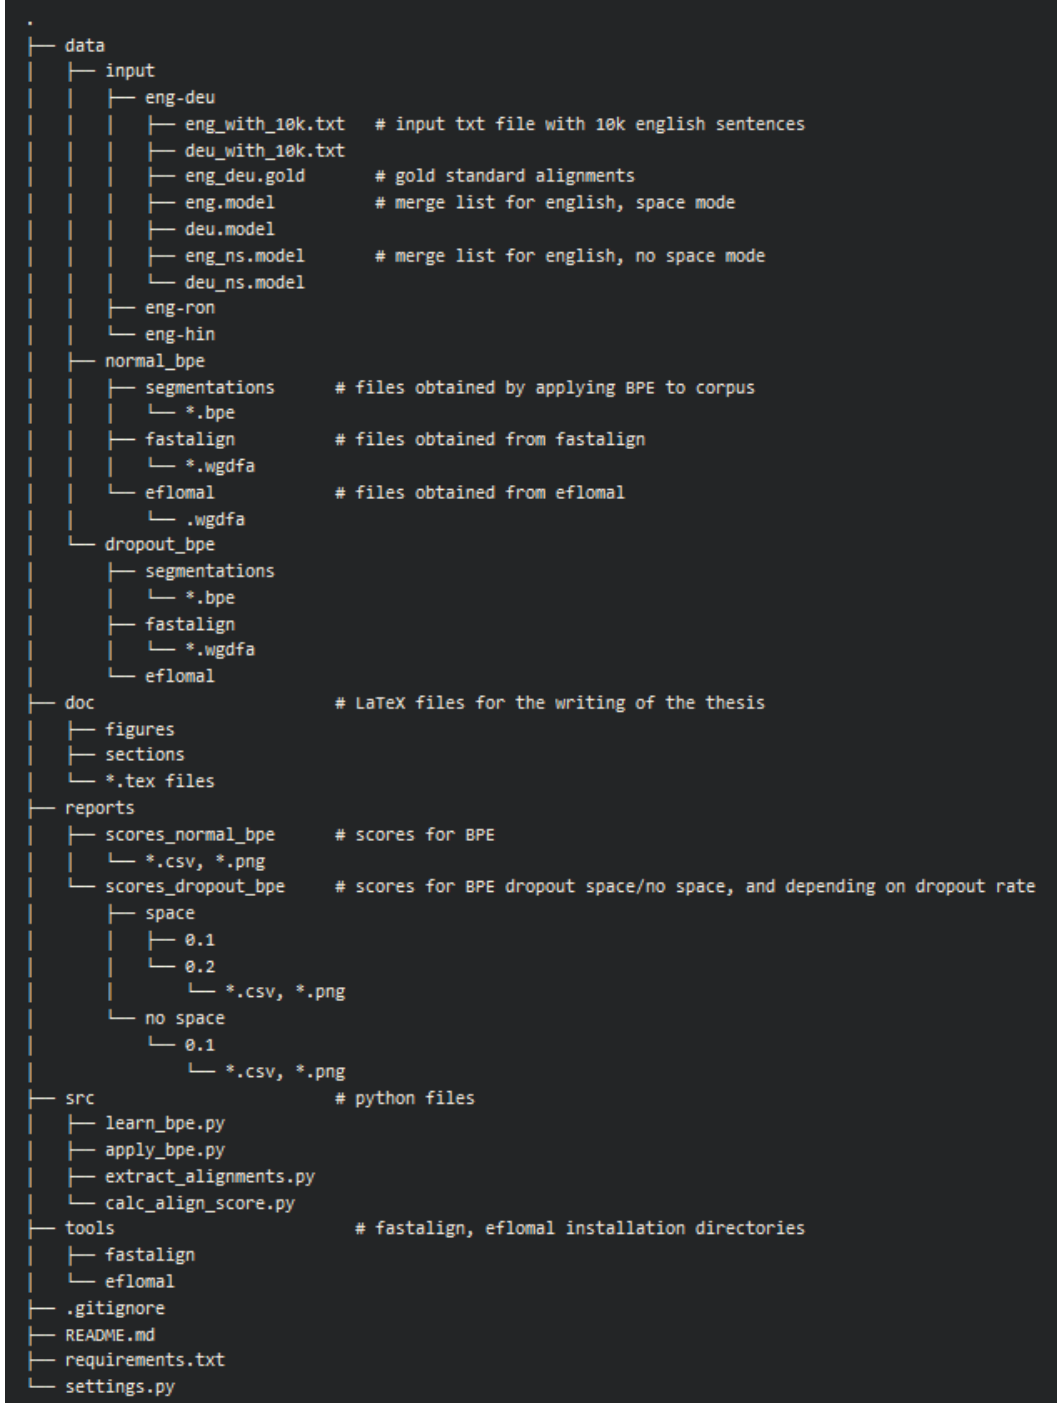 .
├── data
│   ├── input
│   │   ├── eng-deu
│   │   │   ├── eng_with_10k.txt   # input txt file with 10k english sentences
│   │   │   ├── deu_with_10k.txt
│   │   │   ├── eng_deu.gold       # gold standard alignments
│   │   │   ├── eng.model          # merge list for english, space mode
│   │   │   ├── deu.model
│   │   │   ├── eng_ns.model       # merge list for english, no space mode
│   │   │   └── deu_ns.model
│   │   ├── eng-ron
│   │   └── eng-hin
│   ├── normal_bpe
│   │   ├── segmentations      # files obtained by applying BPE to corpus
│   │   │   └── *.bpe
│   │   ├── fastalign          # files obtained from fastalign
│   │   │   └── *.wgdfa
│   │   └── eflomal            # files obtained from eflomal
│   │       └── .wgdfa
│   └── dropout_bpe
│       ├── segmentations
│       │   └── *.bpe
│       ├── fastalign
│       │   └── *.wgdfa
│       └── eflomal
├── doc                        # LaTeX files for the writing of the thesis
│   ├── figures
│   ├── sections
│   └── *.tex files
├── reports
│   ├── scores_normal_bpe      # scores for BPE
│   │   └── *.csv, *.png
│   └── scores_dropout_bpe     # scores for BPE dropout space/no space, and depending on dropout rate
│       ├── space
│       │   ├── 0.1
│       │   └── 0.2
│       │       └── *.csv, *.png
│       └── no space
│           └── 0.1
│               └── *.csv, *.png
├── src                        # python files
│   ├── learn_bpe.py
│   ├── apply_bpe.py
│   ├── extract_alignments.py
│   └── calc_align_score.py
├── tools                        # fastalign, eflomal installation directories
│   ├── fastalign
│   └── eflomal
├── .gitignore
├── README.md
├── requirements.txt
└── settings.py